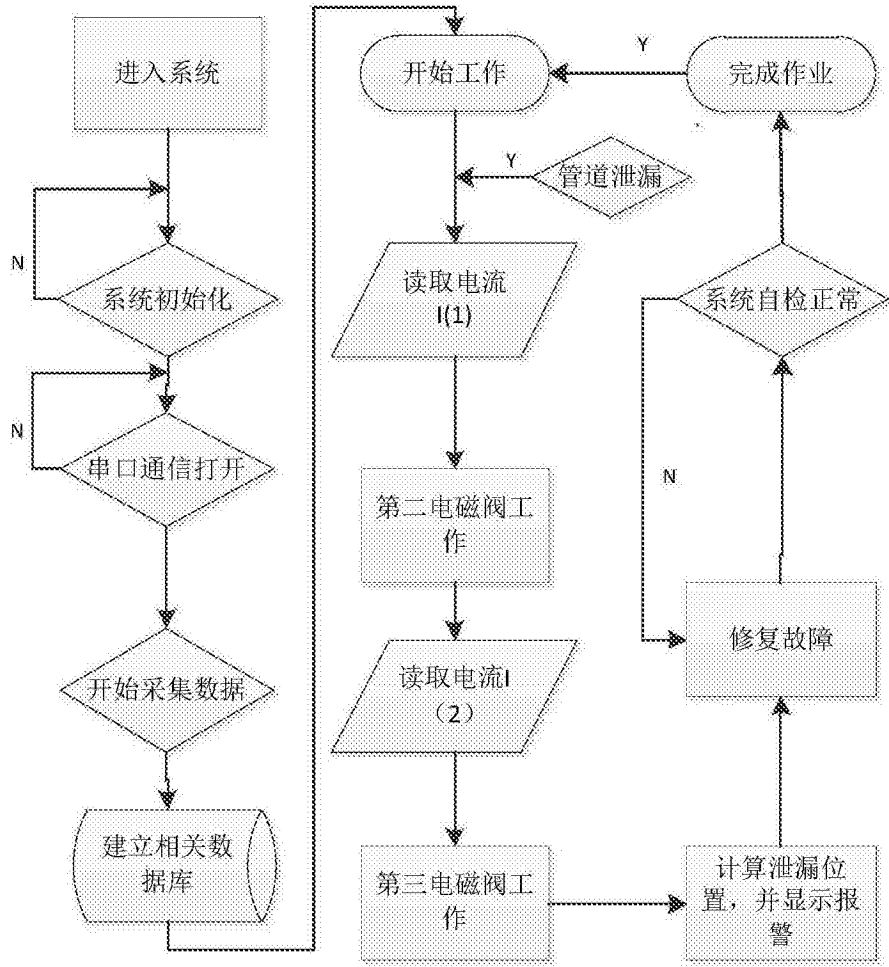 进入系统
N
系统初始化
N
串口通信打开
开始采集数据
建立相关数
据库
开始工作
Y
管道泄漏
读取电流
I(1)
第二电磁阀工
作
读取电流I
（2）
第三电磁阀工
作
Y
完成作业
系统自检正常
N
修复故障
计算泄漏位
置，并显示报
警